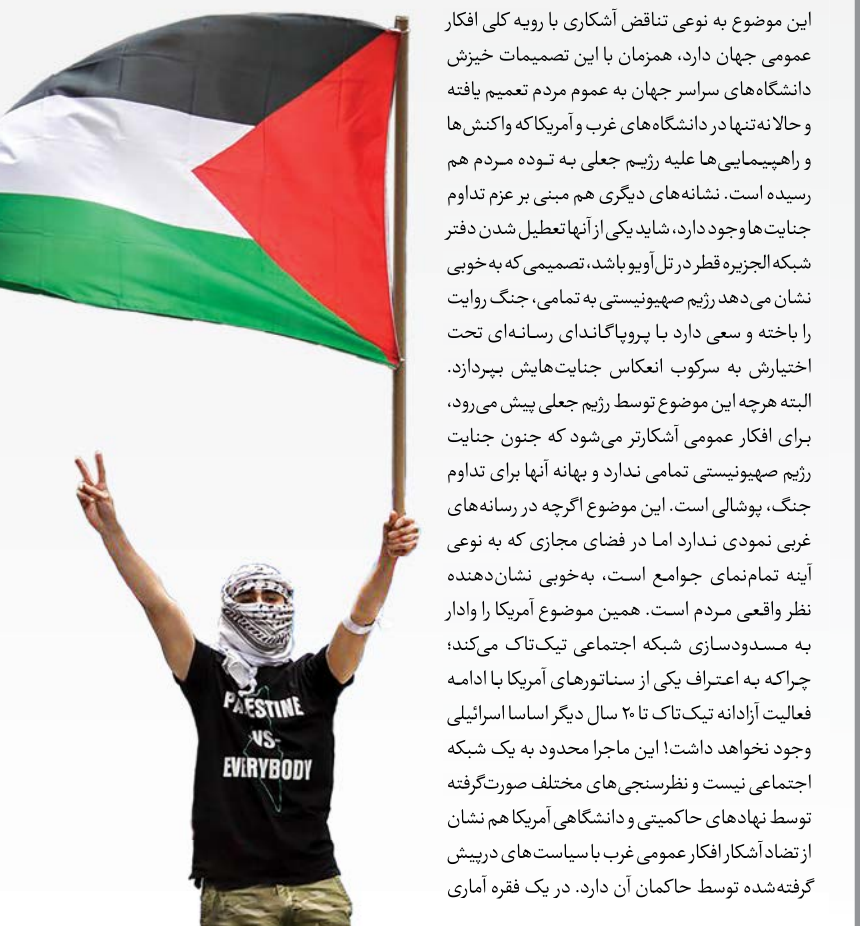 این موضوع به نوعی تناقض آشکاری با رویه کلی افکار
عمومی جهان دارد، همزمان با این تصمیمات خیزش
دانشگاه‌های سراسر جهان به عموم مردم تعمیم یافته
و حالا نه‌تنها در دانشگاه‌های غرب و آمریکا که واکنش‌ها
و راهپیمایی‌ها علیه رژیم جعلی به توده مردم هم
رسیده است. نشانه‌های دیگری هم مبنی بر عزم تداوم
جنایت‌ها وجود دارد، شاید یکی از آنها تعطیل شدن دفتر
شبکه الجزیره قطر در تل‌آویو باشد، تصمیمی که به‌خوبی
نشان می‌دهد رژیم صهیونیستی به تمامی، جنگ روایت
را باخته و سعی دارد با پروپاگاندای رسانه‌ای تحت
اختیارش به سرکوب انعکاس جنایت‌هایش بپردازد.
البته هرچه این موضوع توسط رژیم جعلی پیش می‌رود،
برای افکار عمومی آشکارتر می‌شود که جنون جنایت
رژیم صهیونیستی تمامی ندارد و بهانه آنها برای تداوم
جنگ، پوشالی است. این موضوع اگرچه در رسانه‌های
غربی نمودی ندارد اما در فضای مجازی که به نوعی
آینه تمام‌نمای جوامع است، به‌خوبی نشان‌دهنده
نظر واقعی مردم است. همین موضوع آمریکا را وادار
به مسدودسازی شبکه اجتماعی تیک‌تاک می‌کند؛
چراکه به اعتراف یکی از سناتورهای آمریکا با ادامه
فعالیت آزادانه تیک‌تاک تا ۲۰ سال دیگر اساسا اسرائیلی
وجود نخواهد داشت! این ماجرا محدود به یک شبکه
اجتماعی نیست و نظرسنجی‌های مختلف صورت‌گرفته
توسط نهادهای حاکمیتی و دانشگاهی آمریکا هم نشان
از تضاد آشکار افکار عمومی غرب با سیاست‌های درپیش
گرفته‌شده توسط حاکمان آن دارد. در یک فقره آماری
PALESTINE
-VS-
EVERYBODY